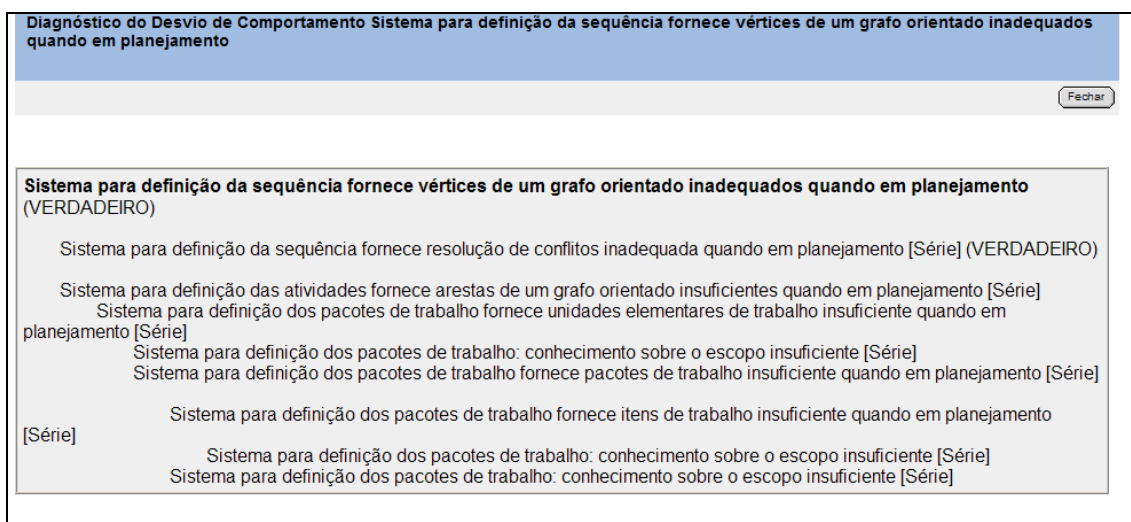 Diagnóstico do Desvio de Comportamento Sistema para definição da sequência fornece vértices de um grafo orientado inadequados
quando em planejamento
Fechar
Sistema para definição da sequência fornece vértices de um grafo orientado inadequados quando em planejamento
(VERDADEIRO)
Sistema para definição da sequência fornece resolução de conflitos inadequada quando em planejamento [Série] (VERDADEIRO)
Sistema para definição das atividades fornece arestas de um grafo orientado insuficientes quando em planejamento [Série]
Sistema para definição dos pacotes de trabalho fornece unidades elementares de trabalho insuficiente quando em
planejamento [Série]
Sistema para definição dos pacotes de trabalho: conhecimento sobre o escopo insuficiente [Série]
Sistema para definição dos pacotes de trabalho fornece pacotes de trabalho insuficiente quando em planejamento [Série]
Sistema para definição dos pacotes de trabalho fornece itens de trabalho insuficiente quando em planejamento
[Série]
Sistema para definição dos pacotes de trabalho: conhecimento sobre o escopo insuficiente [Série]
Sistema para definição dos pacotes de trabalho: conhecimento sobre o escopo insuficiente [Série]